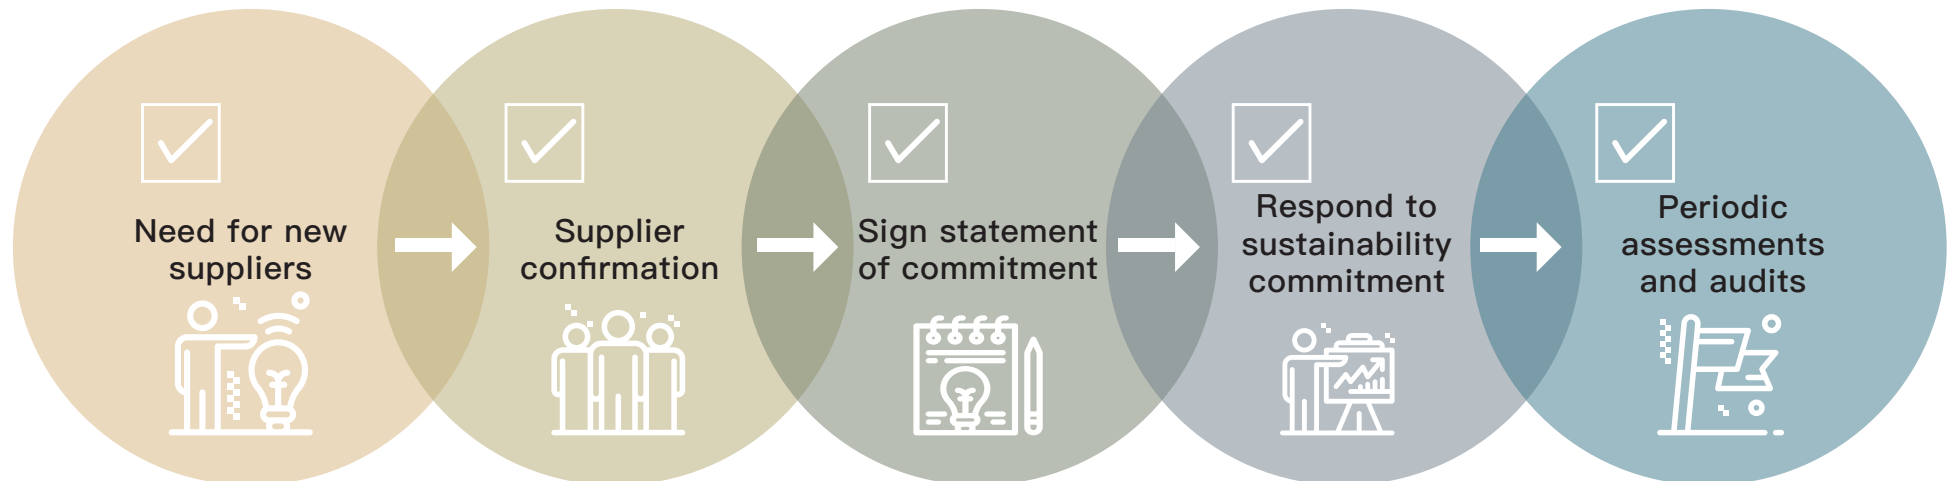 Need for new
suppliers
Supplier
confirmation
Sign statement
of commitment
Respond to
sustainability
commitment
Periodic
assessments
and audits